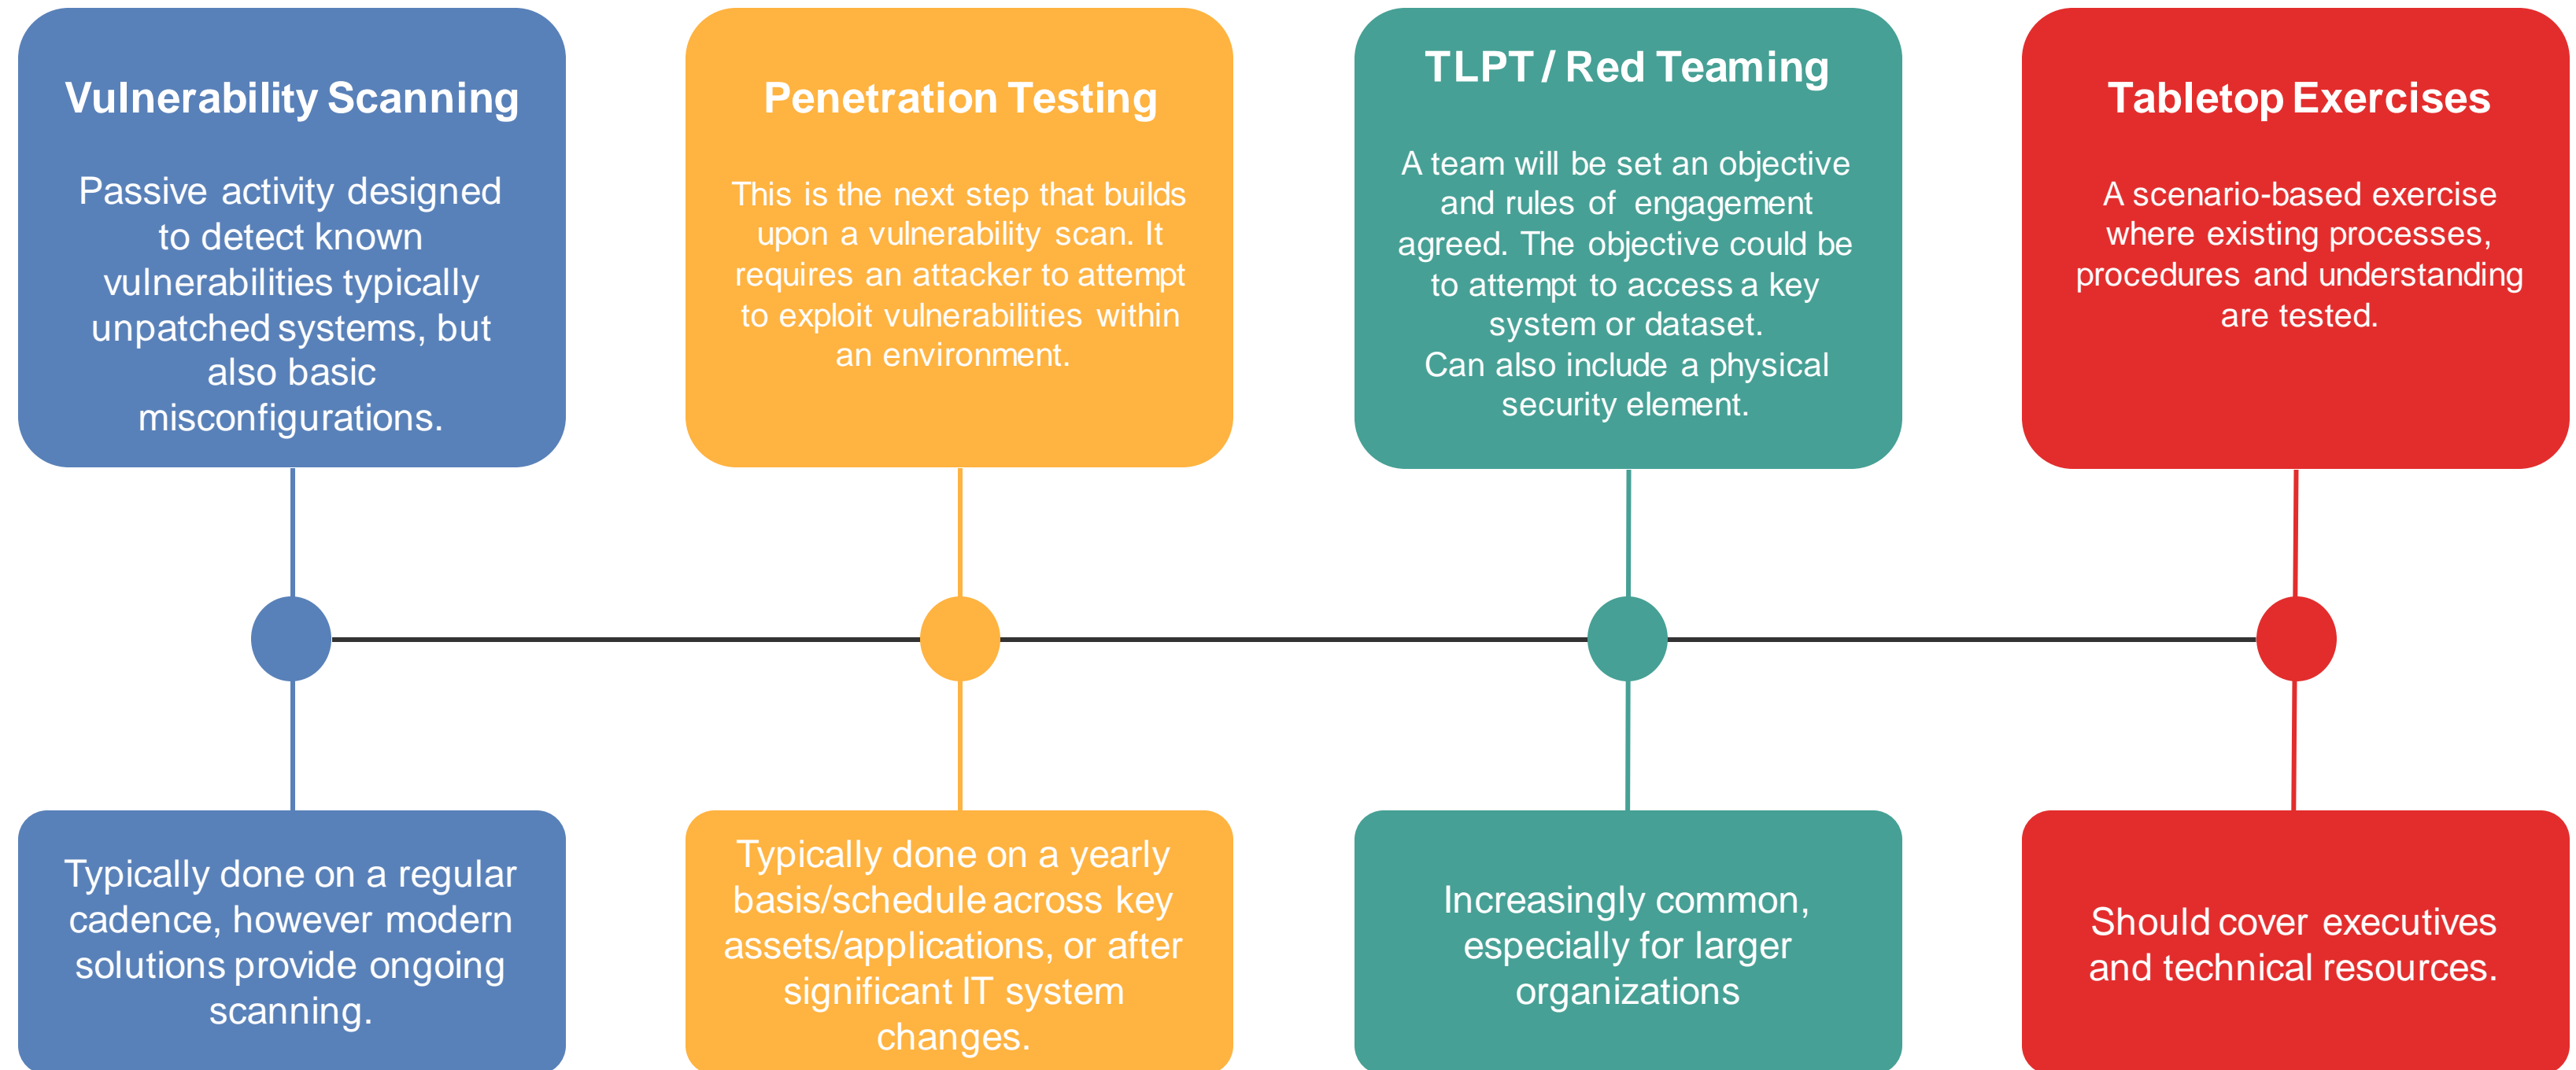 Vulnerability Scanning
Passive activity designed
to detect known
vulnerabilities typically
unpatched systems, but
also basic
misconfigurations.
Penetration Testing
This is the next step that builds
upon a vulnerability scan. It
requires an attacker to attempt
to exploit vulnerabilities within
an environment.
TLPT / Red Teaming
A team will be set an objective
and rules of engagement
agreed. The objective could be
to attempt to access a key
system or dataset.
Can also include a physical
security element.
Tabletop Exercises
A scenario-based exercise
where existing processes,
procedures and understanding
are tested.
Typically done on a regular
cadence, however modern
solutions provide ongoing
scanning.
Typically done on a yearly
basis/schedule across key
assets/applications, or after
significant IT system
changes.
Increasingly common,
especially for larger
organizations
Should cover executives
and technical resources.